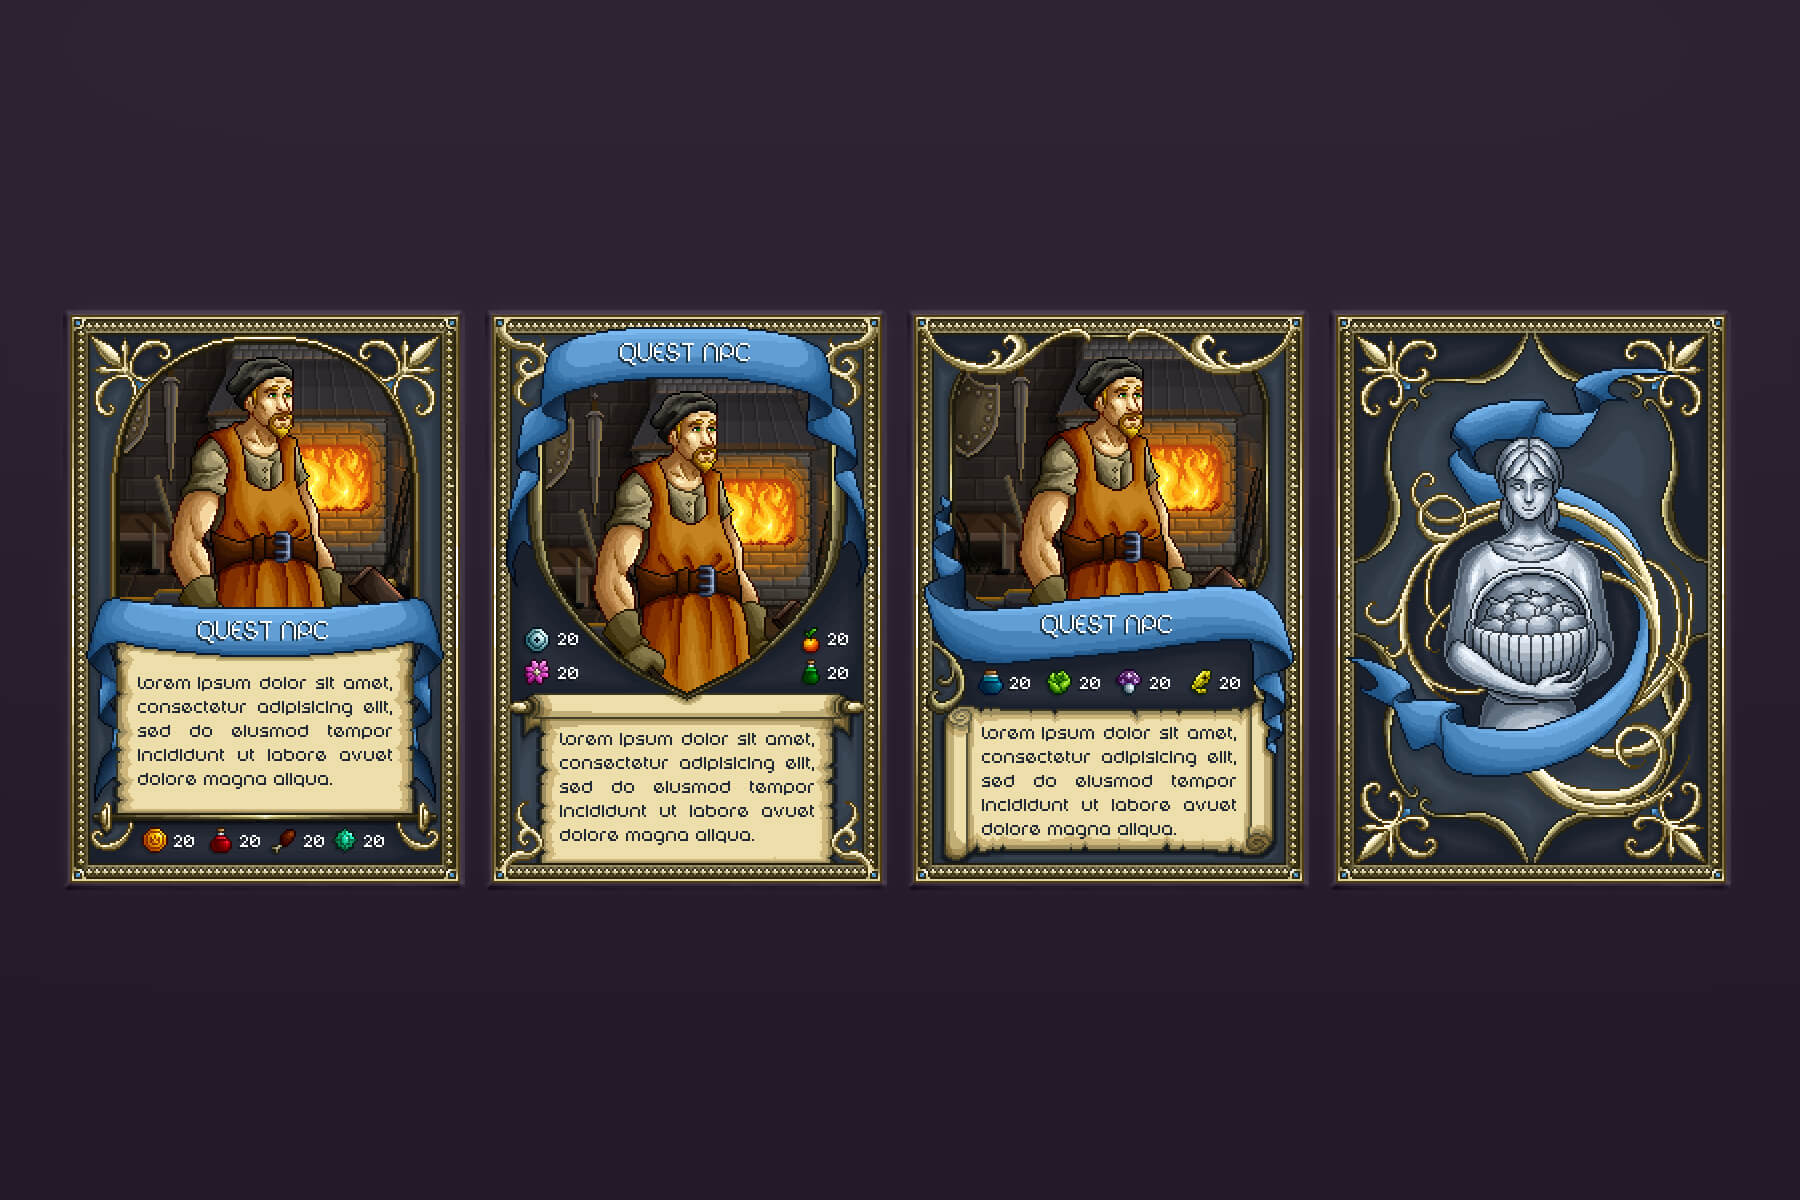 QUEST NPC
Lorem ipsum dolor sit amet,
consectetur adipisicing elit,
sed do eiusmod tempor
incididunt ut labore avuet
dolore magna aliqua.
20 20 20 20
QUEST NPC
20 20
20 20
Lorem ipsum dolor sit amet,
consectetur adipisicing elit,
sed do eiusmod tempor
incididunt ut labore avuet
dolore magna aliqua.
QUEST NPC
20 20 20 20
Lorem ipsum dolor sit amet,
consectetur adipisicing elit,
sed do eiusmod tempor
incididunt ut labore avuet
dolore magna aliqua.